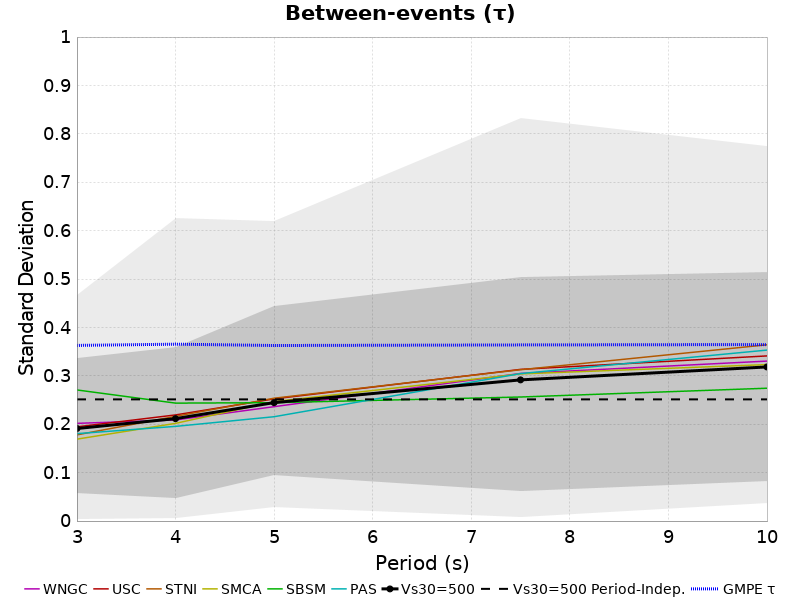 Between-events (τ)
Standard Deviation
1
0.9
0.8
0.7
0.6
0.5
0.4
0.3
0.2
0.1
0
3 4 5 6 7 8 9 10
Period (s)
WNGC USC STNI SMCA SBSM PAS Vs30=500 Vs30=500 Period-Indep. GMPE τ